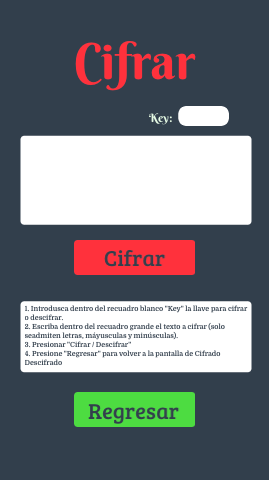 Cifrar
Key:
Cifrar
1. Introdusca dentro del recuadro blanco "Key" la llave para cifrar
o descifrar.
2. Escriba dentro del recuadro grande el texto a cifrar (solo
seadmiten letras, máyusculas y minúsculas).
3. Presionar "Cifrar / Descifrar"
4. Presione "Regresar" para volver a la pantalla de Cifrado
Descifrado
Regresar